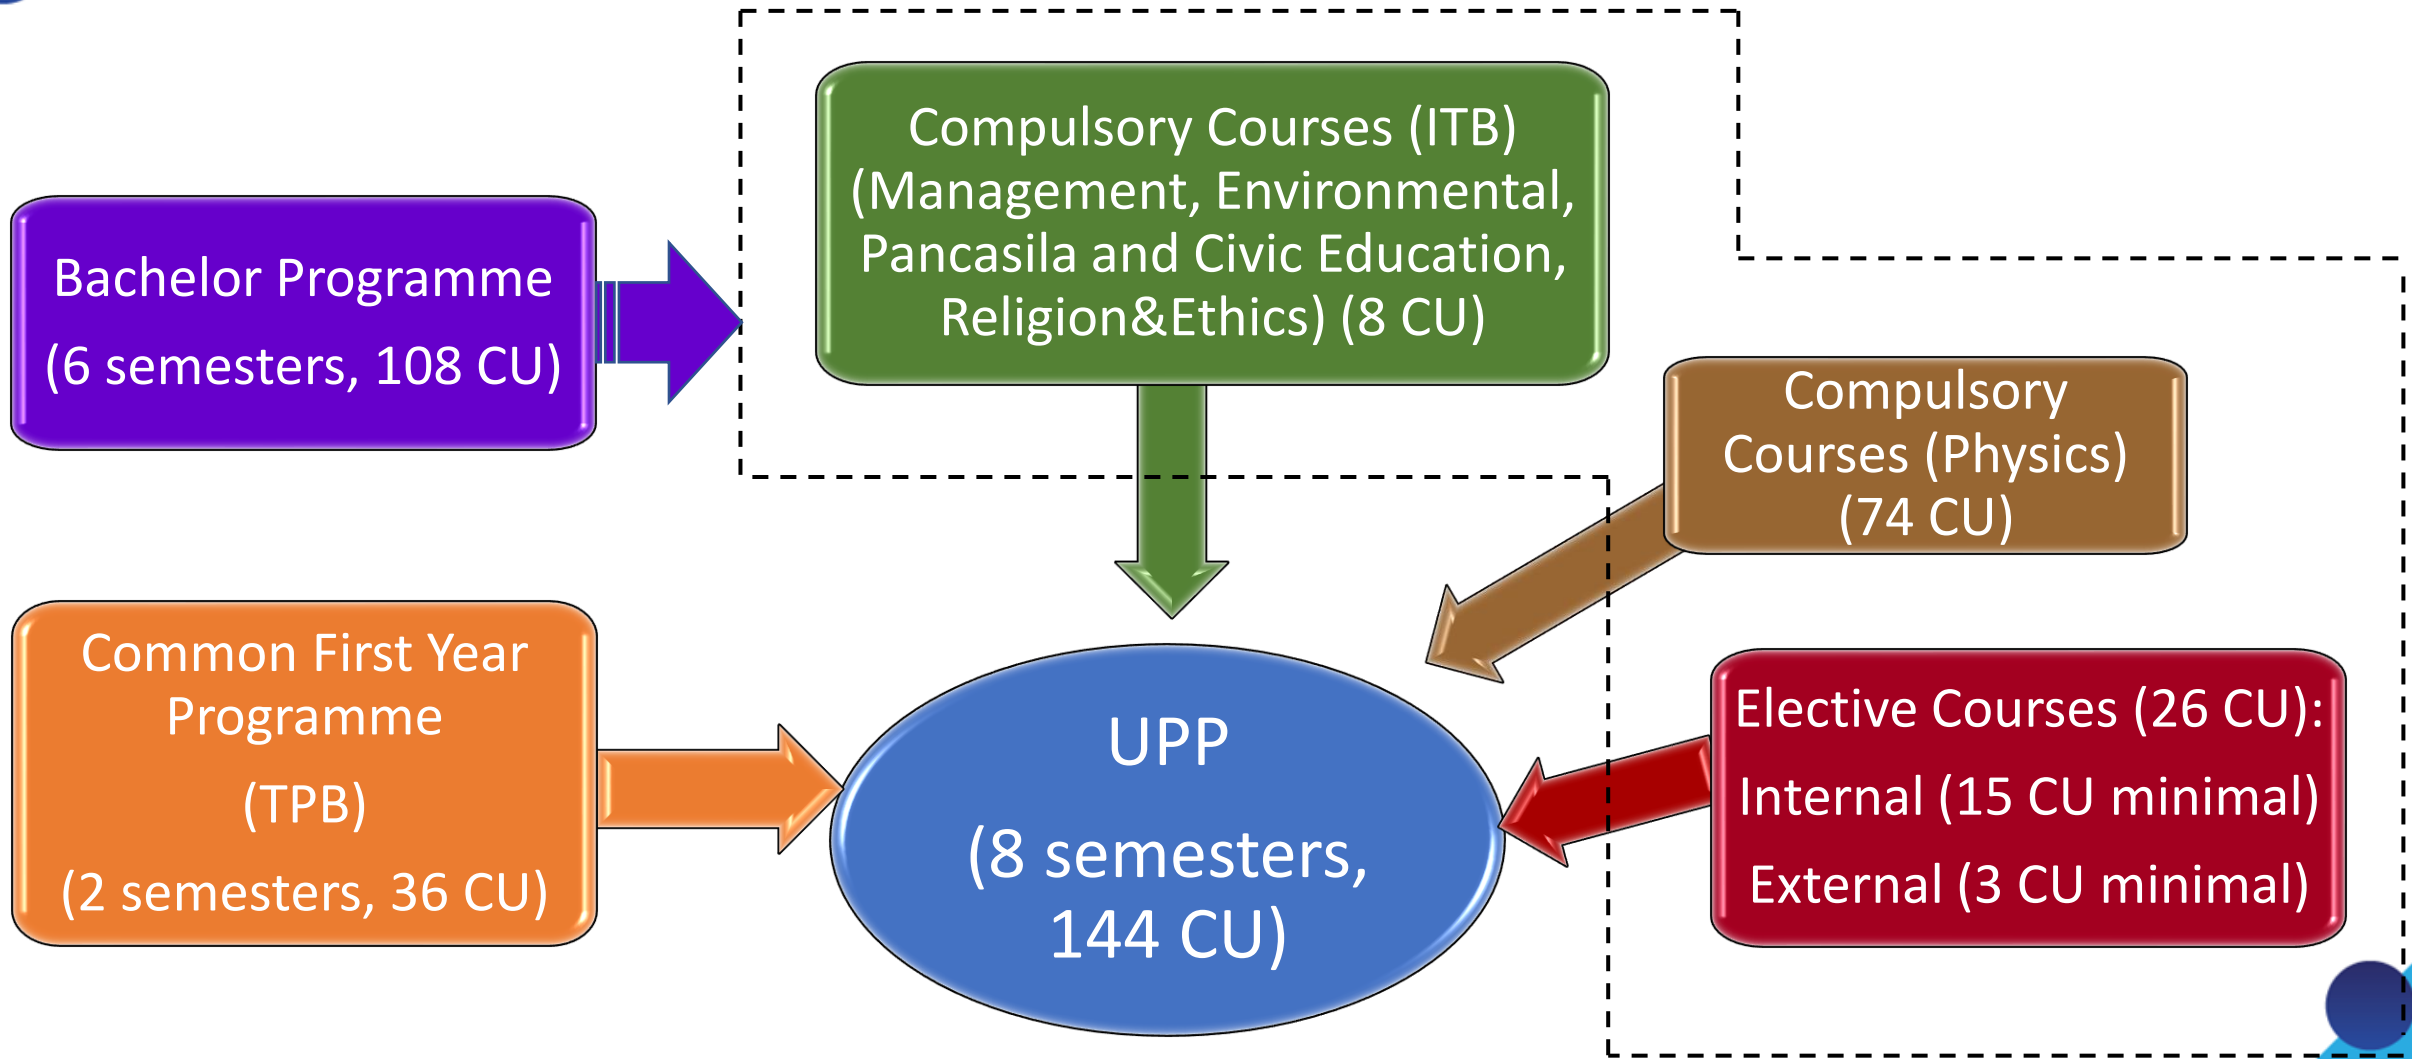 Compulsory Courses (ITB)
(Management, Environmental,
Pancasila and Civic Education,
Religion&Ethics) (8 CU)
Bachelor Programme
(6 semesters, 108 CU)
Compulsory
Courses (Physics)
(74 CU)
Common First Year
Programme
(TPB)
(2 semesters, 36 CU)
UPP
(8 semesters,
144 CU)
Elective Courses (26 CU):
Internal (15 CU minimal)
External (3 CU minimal)